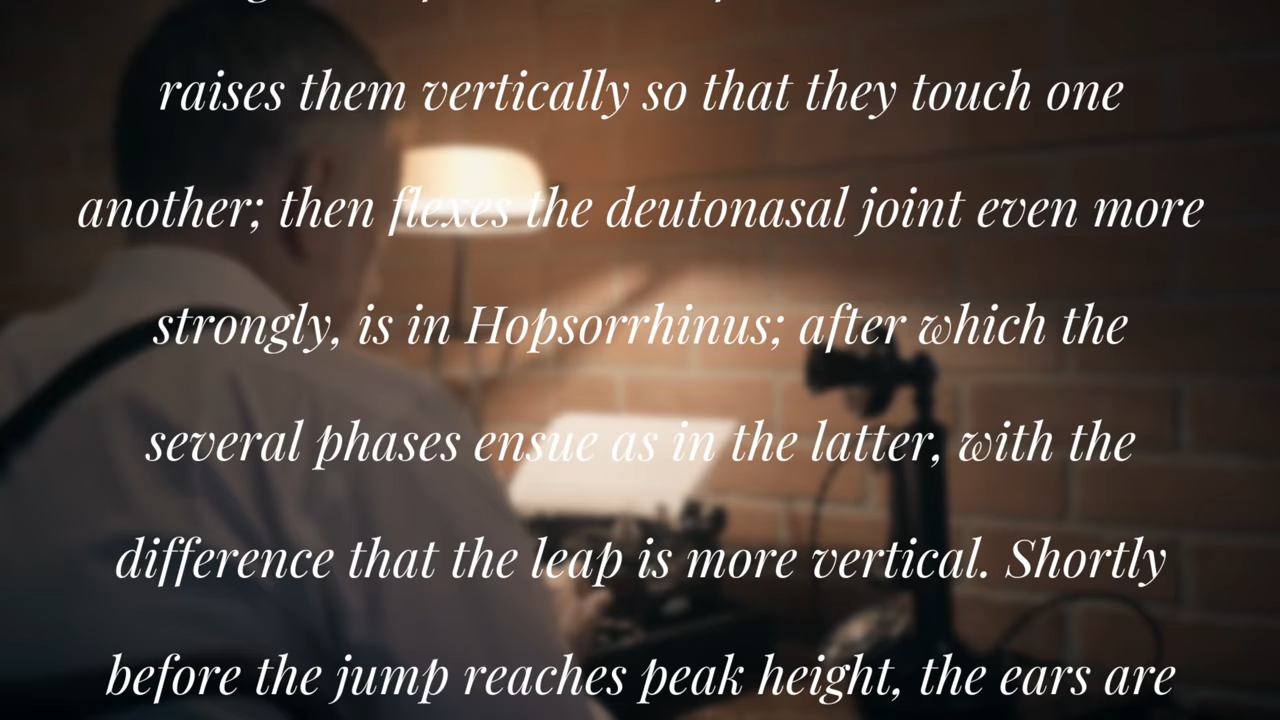 raises them vertically so that they touch one
another; then flexes the deutonasal joint even more
strongly, is in Hopsorrhinus; after which the
several phases ensue as in the latter, with the
difference that the leap is more vertical. Shortly
before the jump reaches peak height, the ears are